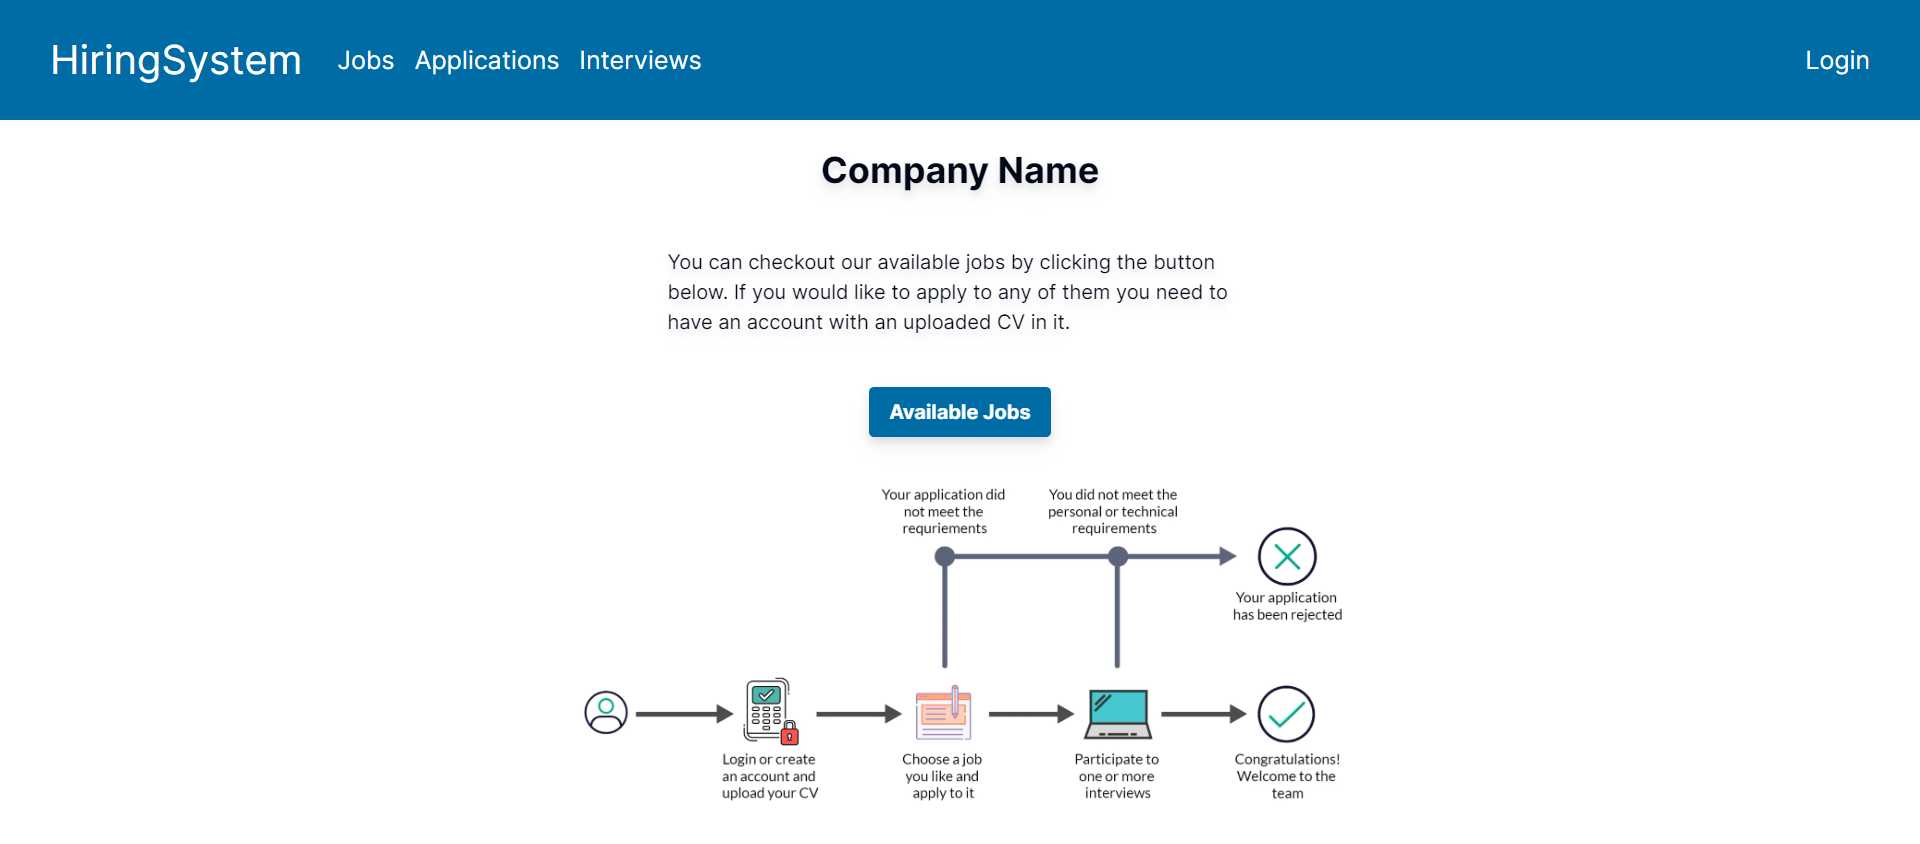 HiringSystem Jobs Applications Interviews Login
Company Name
You can checkout our available jobs by clicking the button
below. If you would like to apply to any of them you need to
have an account with an uploaded CV in it.
Available Jobs
Your application did
not meet the
requriements
You did not meet the
personal or technical
requirements
Your application
has been rejected
Login or create
an account and
upload your CV
Choose a job
you like and
apply to it
Participate to
one or more
interviews
Congratulations!
Welcome to the
team